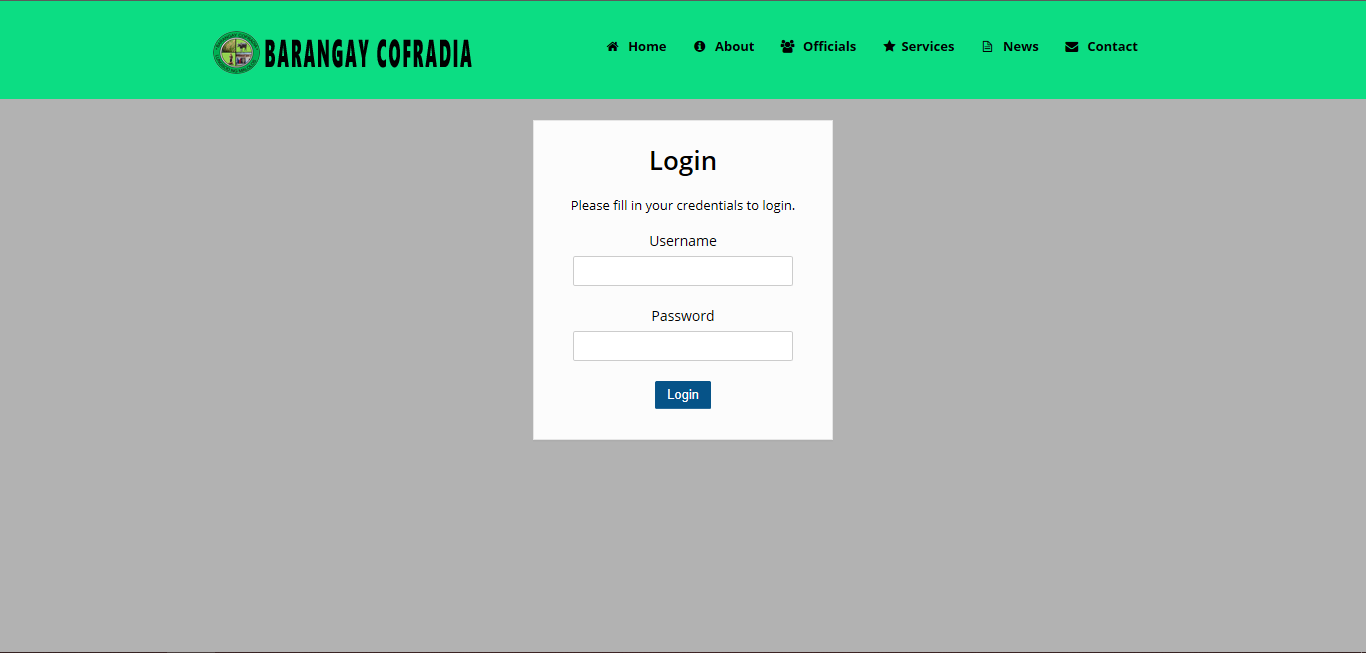 BARANGAY COFRADIA
Home About Officials Services News Contact
Login
Please fill in your credentials to login.
Username
Password
Login